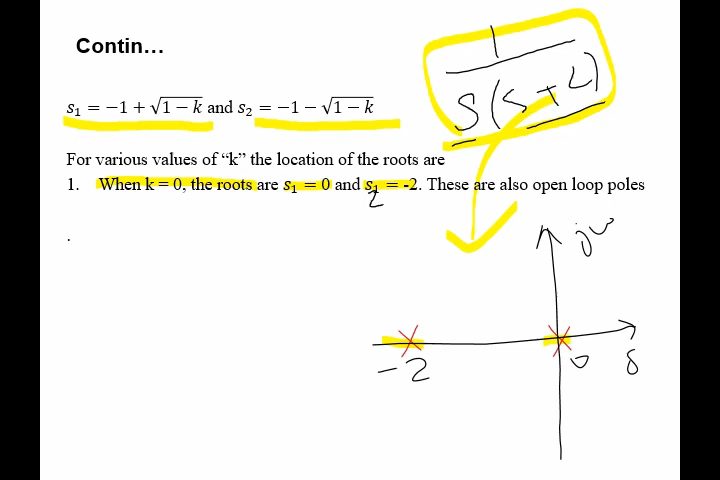 Contin…
1
s(s+2)
s₁ = −1 + √1 − k and s₂ = −1 − √1 − k
For various values of “k” the location of the roots are
1. When k = 0, the roots are s₁ = 0 and s₁ = -2. These are also open loop poles
2
.
jw
-2
0
δ